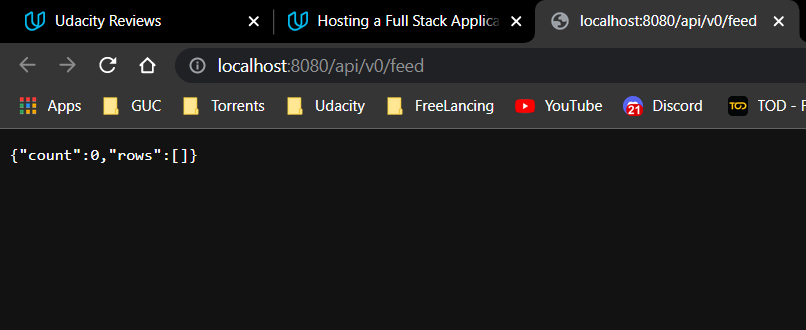 Udacity Reviews
Hosting a Full Stack Applica
localhost:8080/api/v0/feed
localhost:8080/api/v0/feed
Apps GUC Torrents Udacity FreeLancing YouTube 21 Discord TOD TOD - F
{"count":0,"rows":[]}